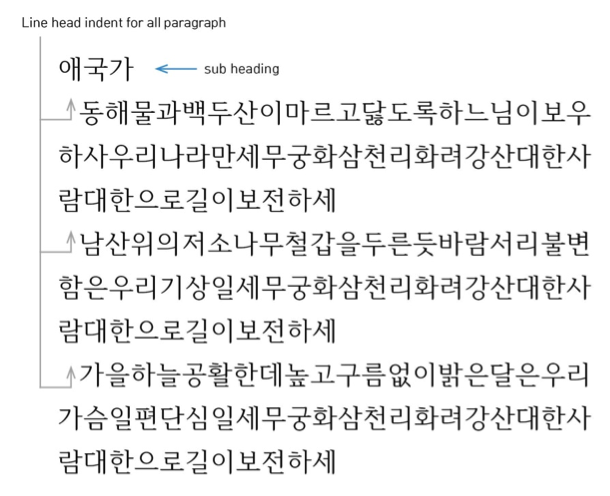 Line head indent for all paragraph
애국가 sub heading
동해물과백두산이마르고닳도록하느님이보우
하사우리나라만세무궁화삼천리화려강산대한사
람대한으로길이보전하세
남산위의저소나무철갑을두른듯바람서리불변
함은우리기상일세무궁화삼천리화려강산대한사
람대한으로길이보전하세
가을하늘공활한데높고구름없이밝은달은우리
가슴일편단심일세무궁화삼천리화려강산대한사
람대한으로길이보전하세